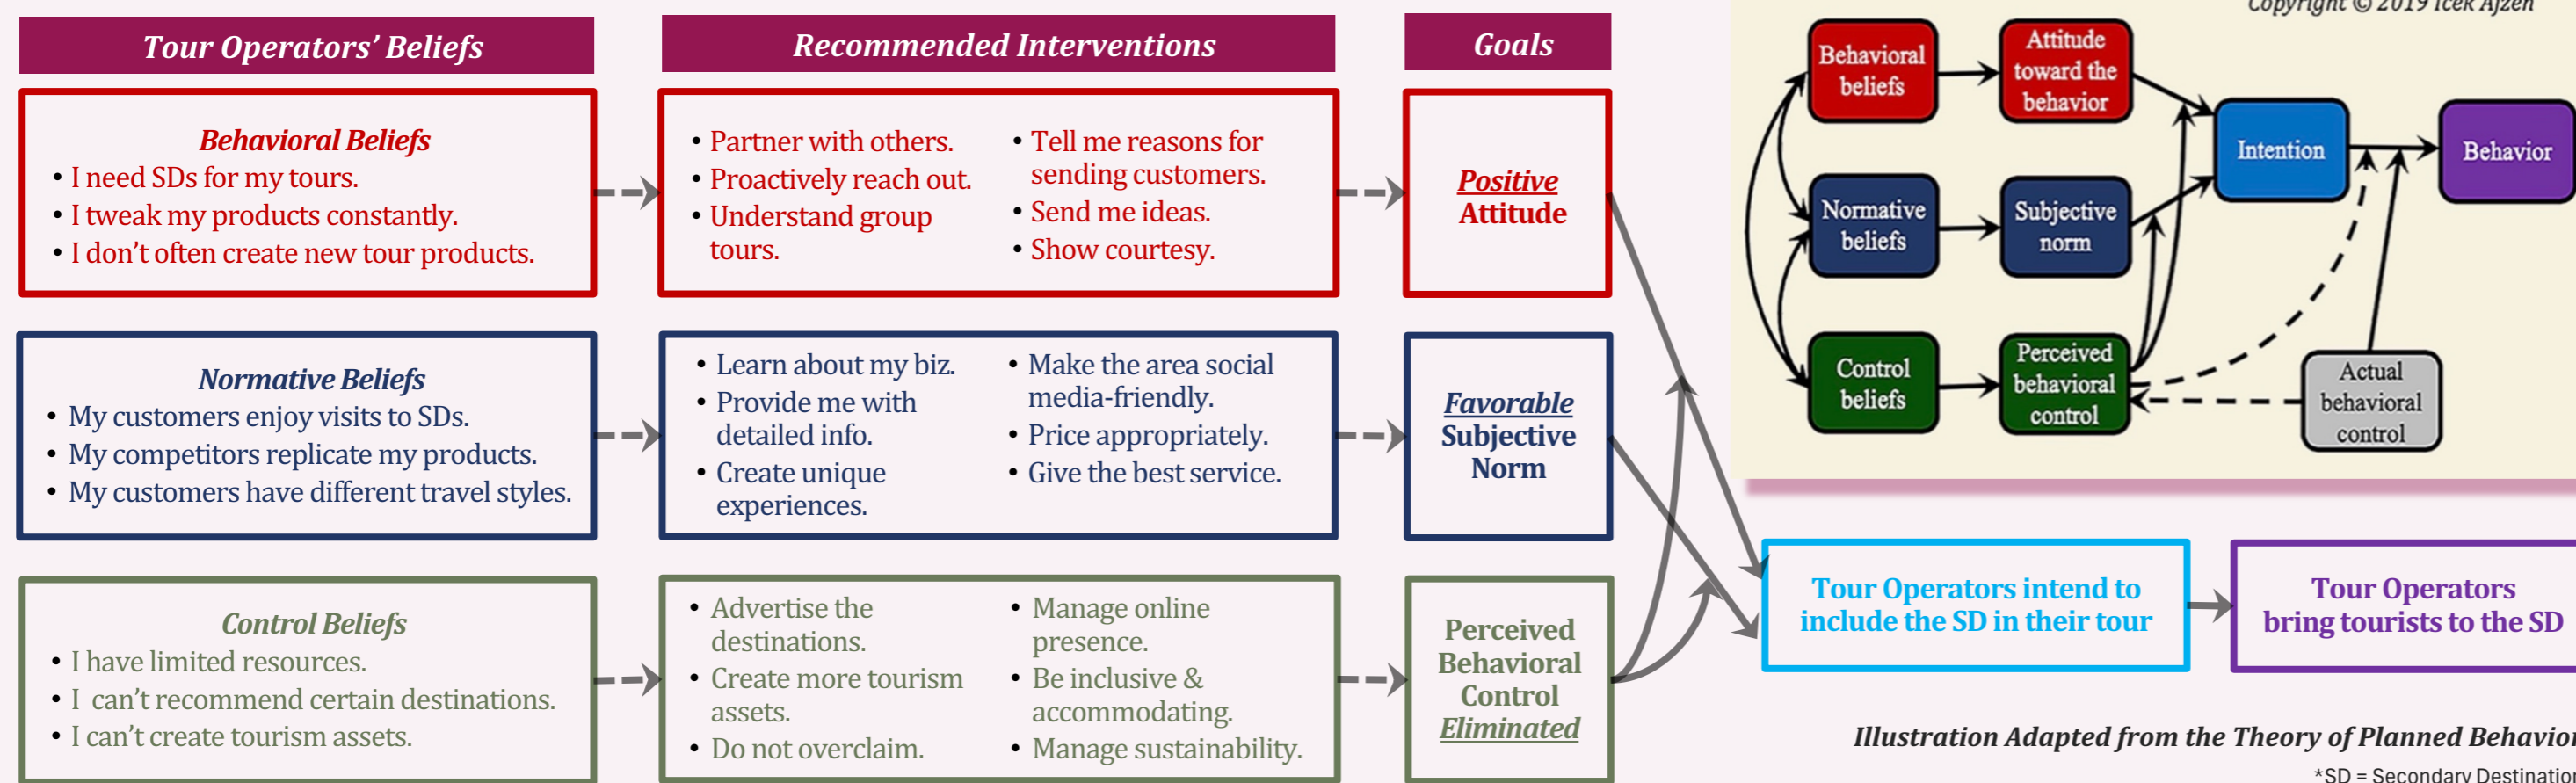 Tour Operators' Beliefs
Behavioral Beliefs
• I need SDs for my tours.
• I tweak my products constantly.
• I don't often create new tour products.
Normative Beliefs
• My customers enjoy visits to SDs.
• My competitors replicate my products.
• My customers have different travel styles.
Control Beliefs
• I have limited resources.
• I can't recommend certain destinations.
• I can't create tourism assets.
Recommended Interventions
• Partner with others.
• Proactively reach out.
• Understand group
tours.
• Tell me reasons for
sending customers.
• Send me ideas.
• Show courtesy.
• Learn about my biz.
• Provide me with
detailed info.
• Create unique
experiences.
• Make the area social
media-friendly.
• Price appropriately.
• Give the best service.
• Advertise the
destinations.
• Create more tourism
assets.
• Do not overclaim.
• Manage online
presence.
• Be inclusive &
accommodating.
• Manage sustainability.
Goals
Positive
Attitude
Favorable
Subjective
Norm
Perceived
Behavioral
Control
Eliminated
Copyright © 2019 Icek Ajzen
Behavioral
beliefs
Attitude
toward the
behavior
Normative
beliefs
Subjective
norm
Control
beliefs
Perceived
behavioral
control
Intention
Behavior
Actual
behavioral
control
Tour Operators intend to
include the SD in their tour
Tour Operators
bring tourists to the SD
Illustration Adapted from the Theory of Planned Behavior
*SD = Secondary Destination